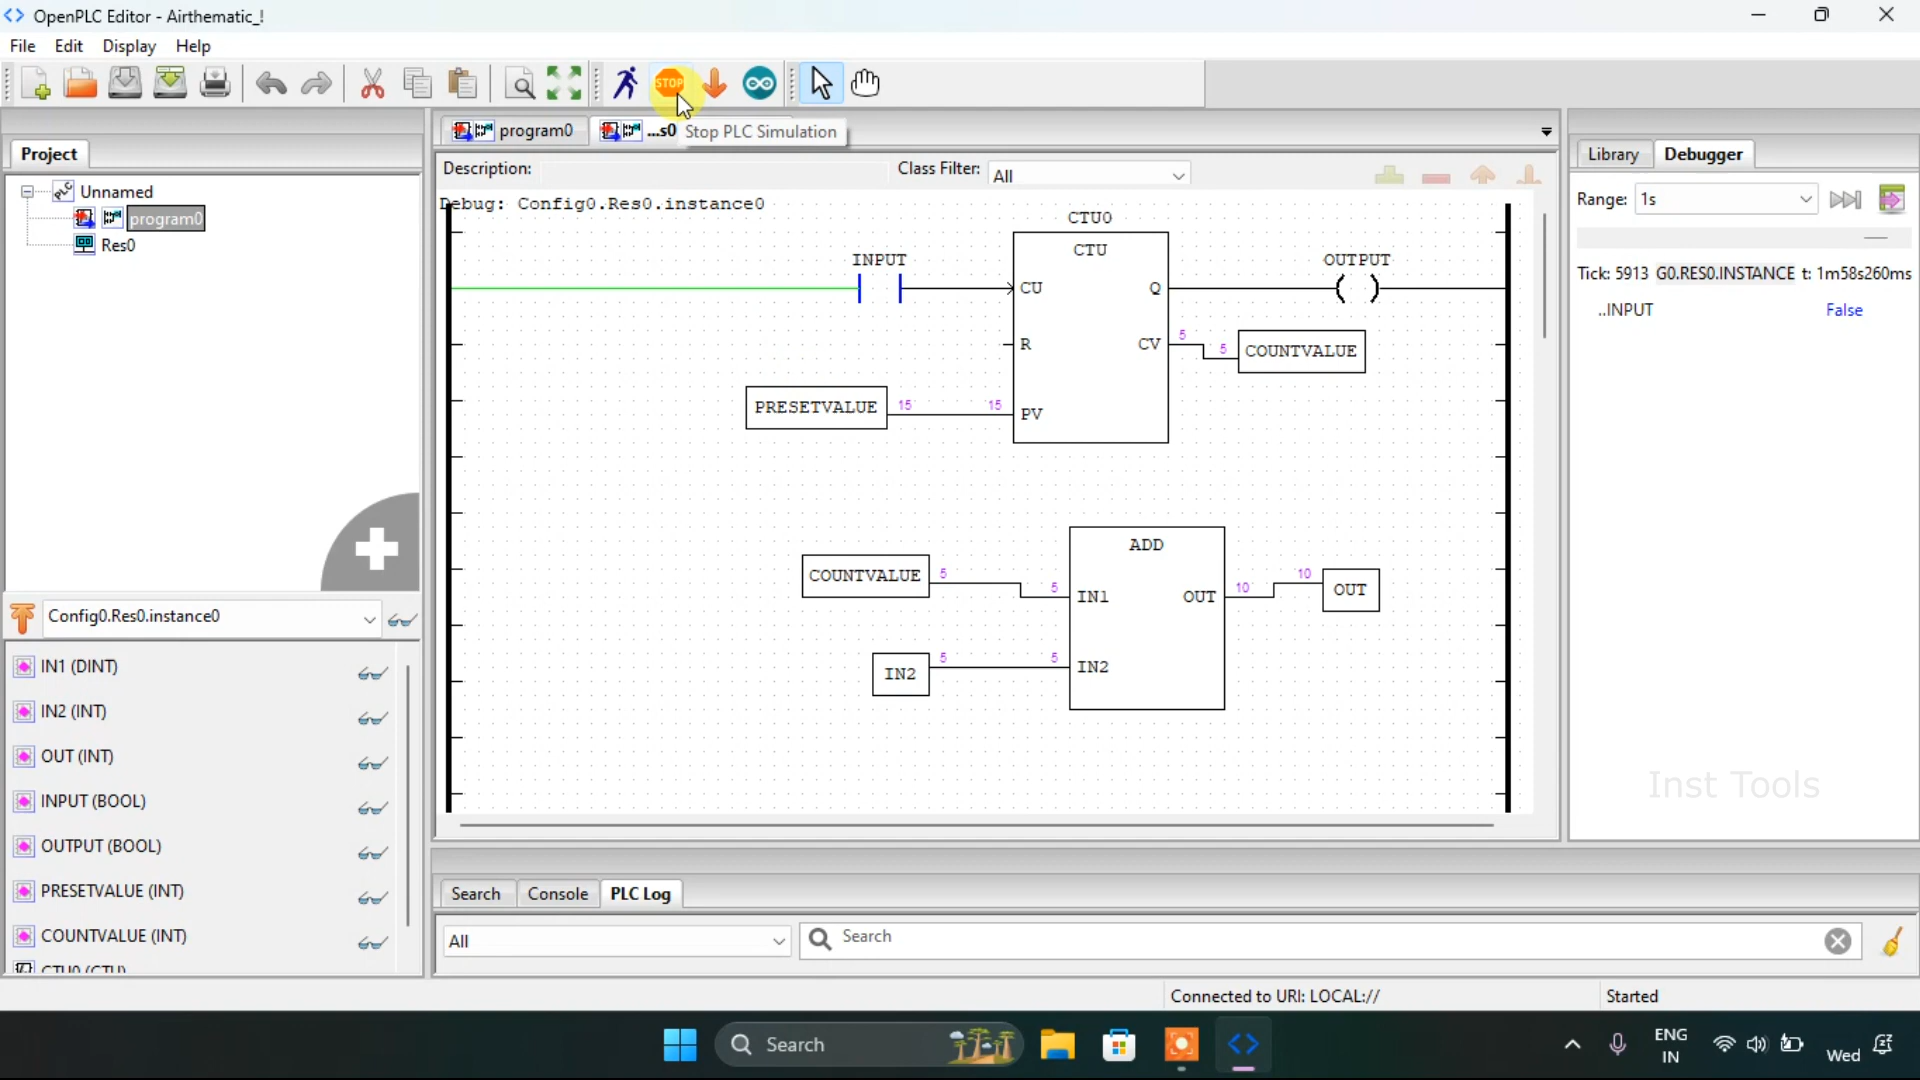 OpenPLC Editor - Airthematic_!
File Edit Display Help
STOP
Stop PLC Simulation
Project
Unnamed
program0
Res0
program0
...s0
Description:
Class Filter: All
Debug: Config0.Res0.instance0
CTU0
CTU
INPUT
OUTPUT
CU
Q
R
CV
5
5
COUNTVALUE
PRESETVALUE
15
15
PV
ADD
COUNTVALUE
5
5
IN1
OUT
10
10
OUT
IN2
5
5
IN2
Library
Debugger
Range: 1s
Tick: 5913 G0.RES0.INSTANCE t: 1m58s260ms
..INPUT False
Inst Tools
Config0.Res0.instance0
IN1 (DINT)
IN2 (INT)
OUT (INT)
INPUT (BOOL)
OUTPUT (BOOL)
PRESETVALUE (INT)
COUNTVALUE (INT)
CTU0 (CTU)
Search Console PLC Log
All
Search
Connected to URI: LOCAL://
Started
Search
ENG
IN
Wed